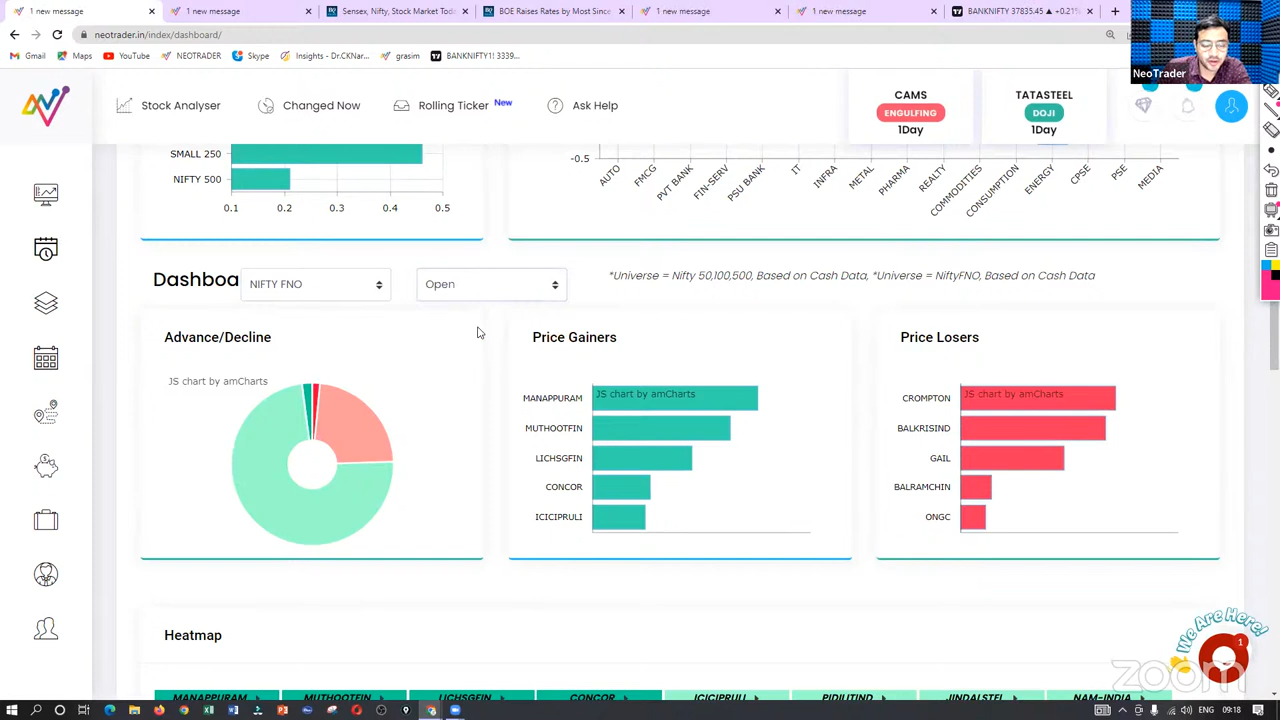 1 new message
1 new message
Sensex, Nifty, Stock Market Toda
BOE Raises Rates by Most Since
1 new message
1 new message
BANKNIFTY 37835.45 ▲ +0.21%
neotrader.in/index/dashboard/
Gmail
Maps
YouTube
NEOTRADER
Skype
Insights - Dr.CKNar...
grasim
BANKNIFTY1! 3339...
NeoTrader
Stock Analyser
Changed Now
Rolling Ticker New
Ask Help
CAMS
ENGULFING
1Day
TATASTEEL
DOJI
1Day
SMALL 250
NIFTY 500
0.1 0.2 0.3 0.4 0.5
-0.5
AUTO
FMCG
PVT BANK
FIN-SERV
PSU BANK
IT
INFRA
METAL
PHARMA
REALTY
COMMODITIES
CONSUMPTION
ENERGY
CPSE
PSE
MEDIA
Dashboa
NIFTY FNO
Open
*Universe = Nifty 50,100,500, Based on Cash Data, *Universe = NiftyFNO, Based on Cash Data
Advance/Decline
JS chart by amCharts
Price Gainers
JS chart by amCharts
MANAPPURAM
MUTHOOTFIN
LICHSGFIN
CONCOR
ICICIPRULI
Price Losers
JS chart by amCharts
CROMPTON
BALKRISIND
GAIL
BALRAMCHIN
ONGC
We Are Here!
1
Heatmap
MANAPPURAM
MUTHOOTFIN
LICHSGFIN
CONCOR
ICICIPRULI
PIDILITIND
JINDALSTEL
NAM-INDIA
zoom
ENG
09:18